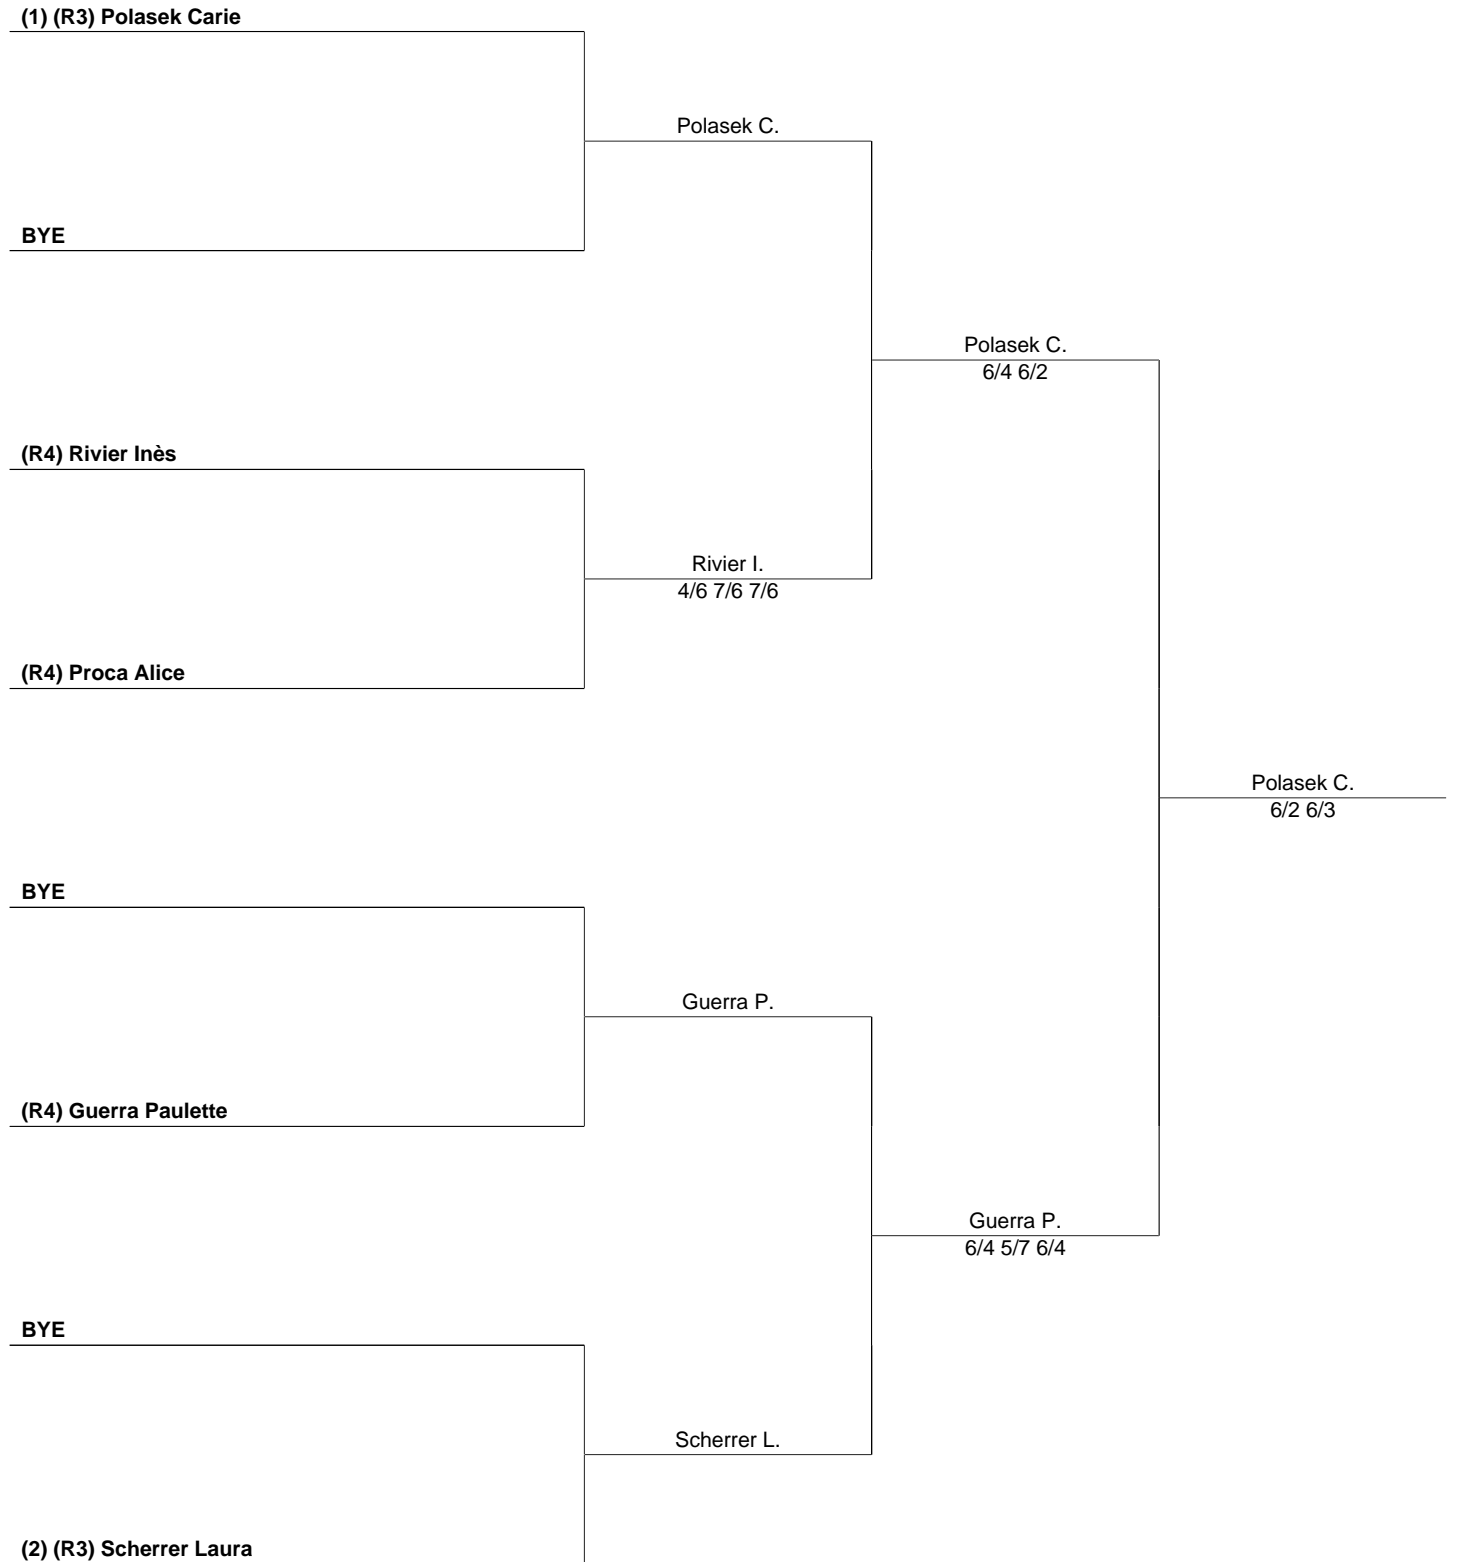 (1) (R3) Polasek Carie
Polasek C.
BYE
Polasek C.
6/4 6/2
(R4) Rivier Inès
Rivier I.
4/6 7/6 7/6
(R4) Proca Alice
Polasek C.
6/2 6/3
BYE
Guerra P.
(R4) Guerra Paulette
Guerra P.
6/4 5/7 6/4
BYE
Scherrer L.
(2) (R3) Scherrer Laura